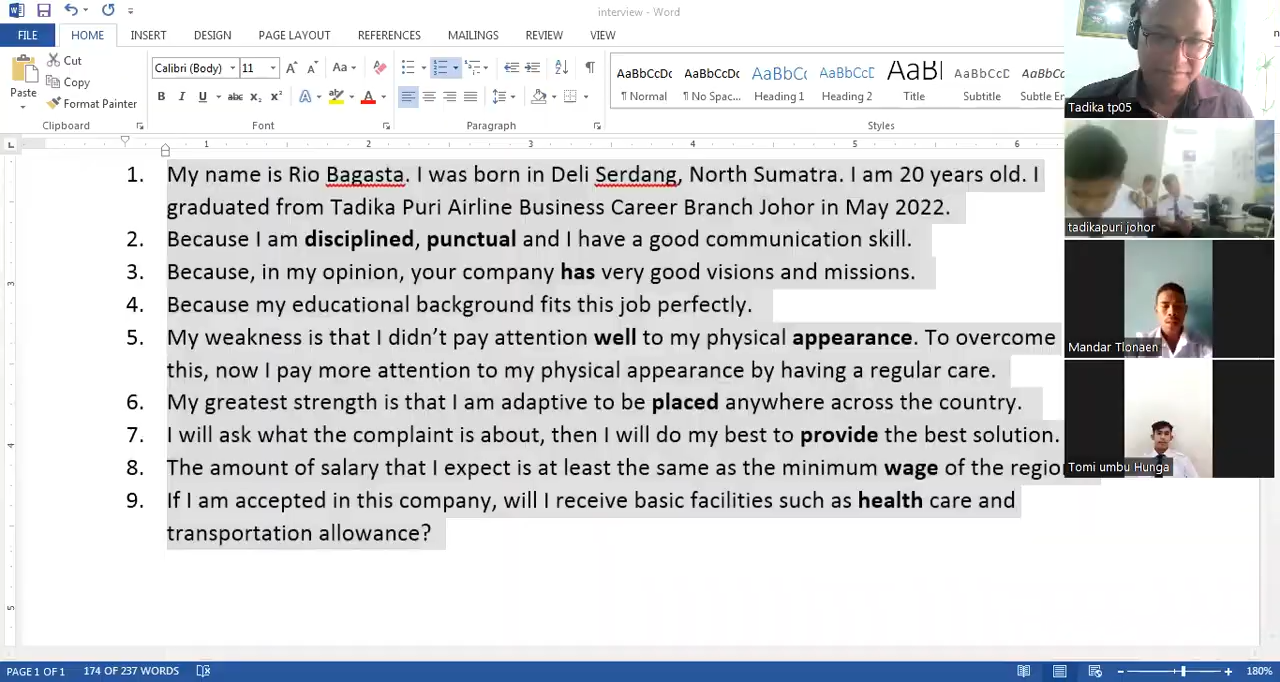 interview - Word
FILE HOME INSERT DESIGN PAGE LAYOUT REFERENCES MAILINGS REVIEW VIEW
Paste
Cut
Copy
Format Painter
Calibri (Body) 11
AaBbCcDc AaBbCcDc AaBbCc AaBbCcC AaBl AaBbCcD AaBbC
¶ Normal ¶ No Spac... Heading 1 Heading 2 Title Subtitle Subtle Em
Clipboard Font Paragraph Styles
1 2 3 4 5 6
1. My name is Rio Bagasta. I was born in Deli Serdang, North Sumatra. I am 20 years old. I
graduated from Tadika Puri Airline Business Career Branch Johor in May 2022.
2. Because I am disciplined, punctual and I have a good communication skill.
3. Because, in my opinion, your company has very good visions and missions.
4. Because my educational background fits this job perfectly.
5. My weakness is that I didn’t pay attention well to my physical appearance. To overcome
this, now I pay more attention to my physical appearance by having a regular care.
6. My greatest strength is that I am adaptive to be placed anywhere across the country.
7. I will ask what the complaint is about, then I will do my best to provide the best solution.
8. The amount of salary that I expect is at least the same as the minimum wage of the regio
9. If I am accepted in this company, will I receive basic facilities such as health care and
transportation allowance?
Tadika tp05
tadikapuri johor
Mandar Tlonaen
Tomi umbu Hunga
PAGE 1 OF 1 174 OF 237 WORDS 180%